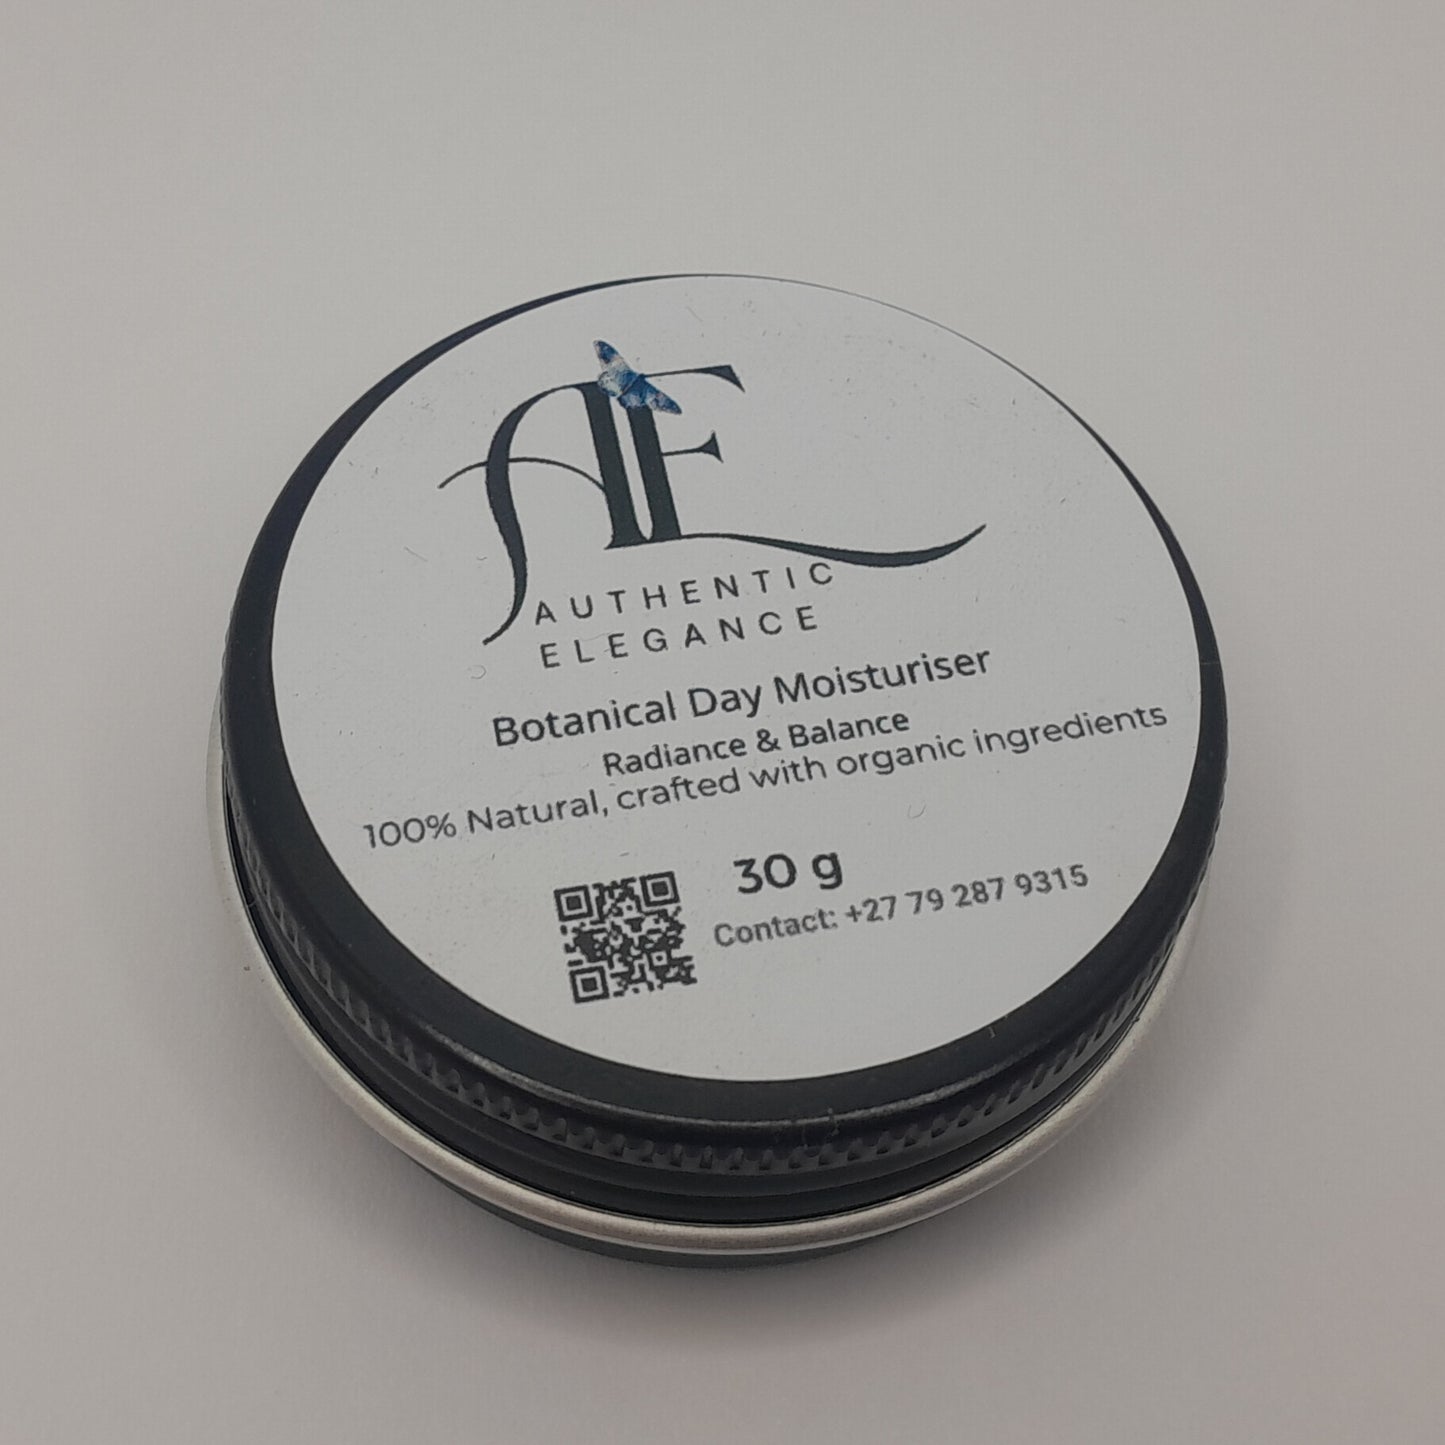 AE
AUTHENTIC
ELEGANCE
Botanical Day Moisturiser
Radiance & Balance
100% Natural, crafted with organic ingredients
30 g
Contact: +27 79 287 9315